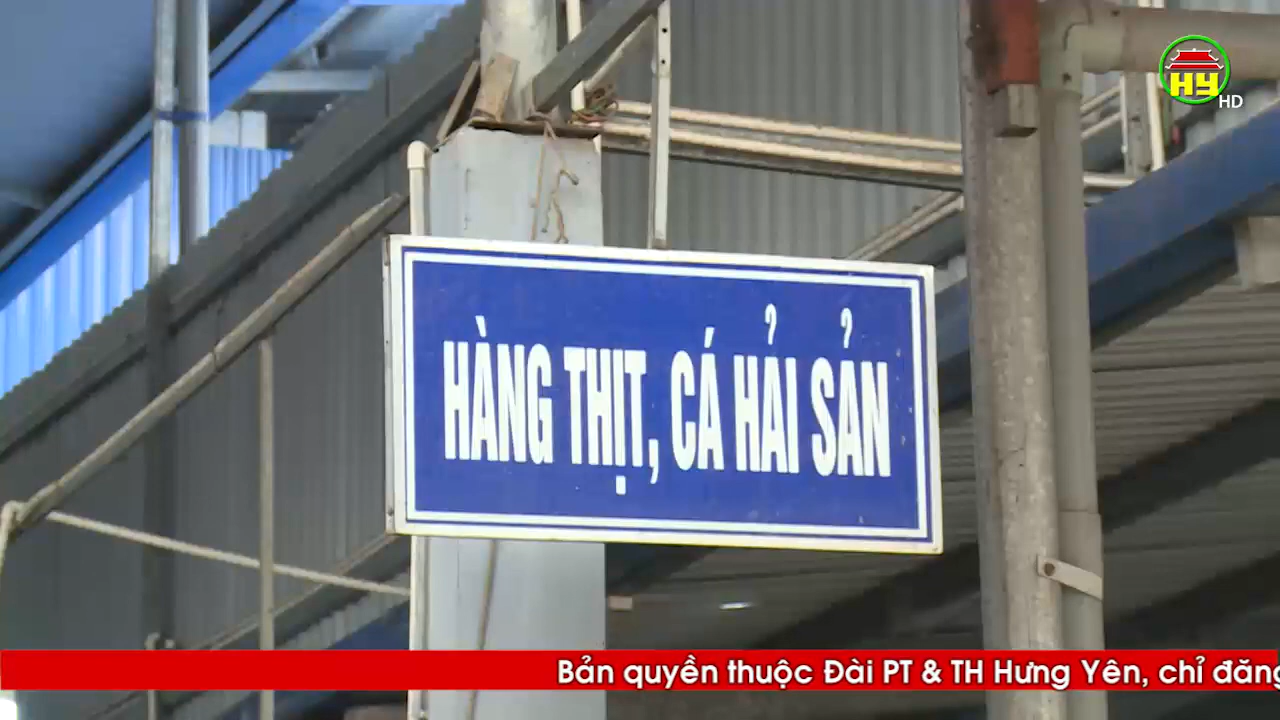 HY
HD
HÀNG THỊT, CÁ HẢI SẢN
Bản quyền thuộc Đài PT & TH Hưng Yên, chỉ đăng